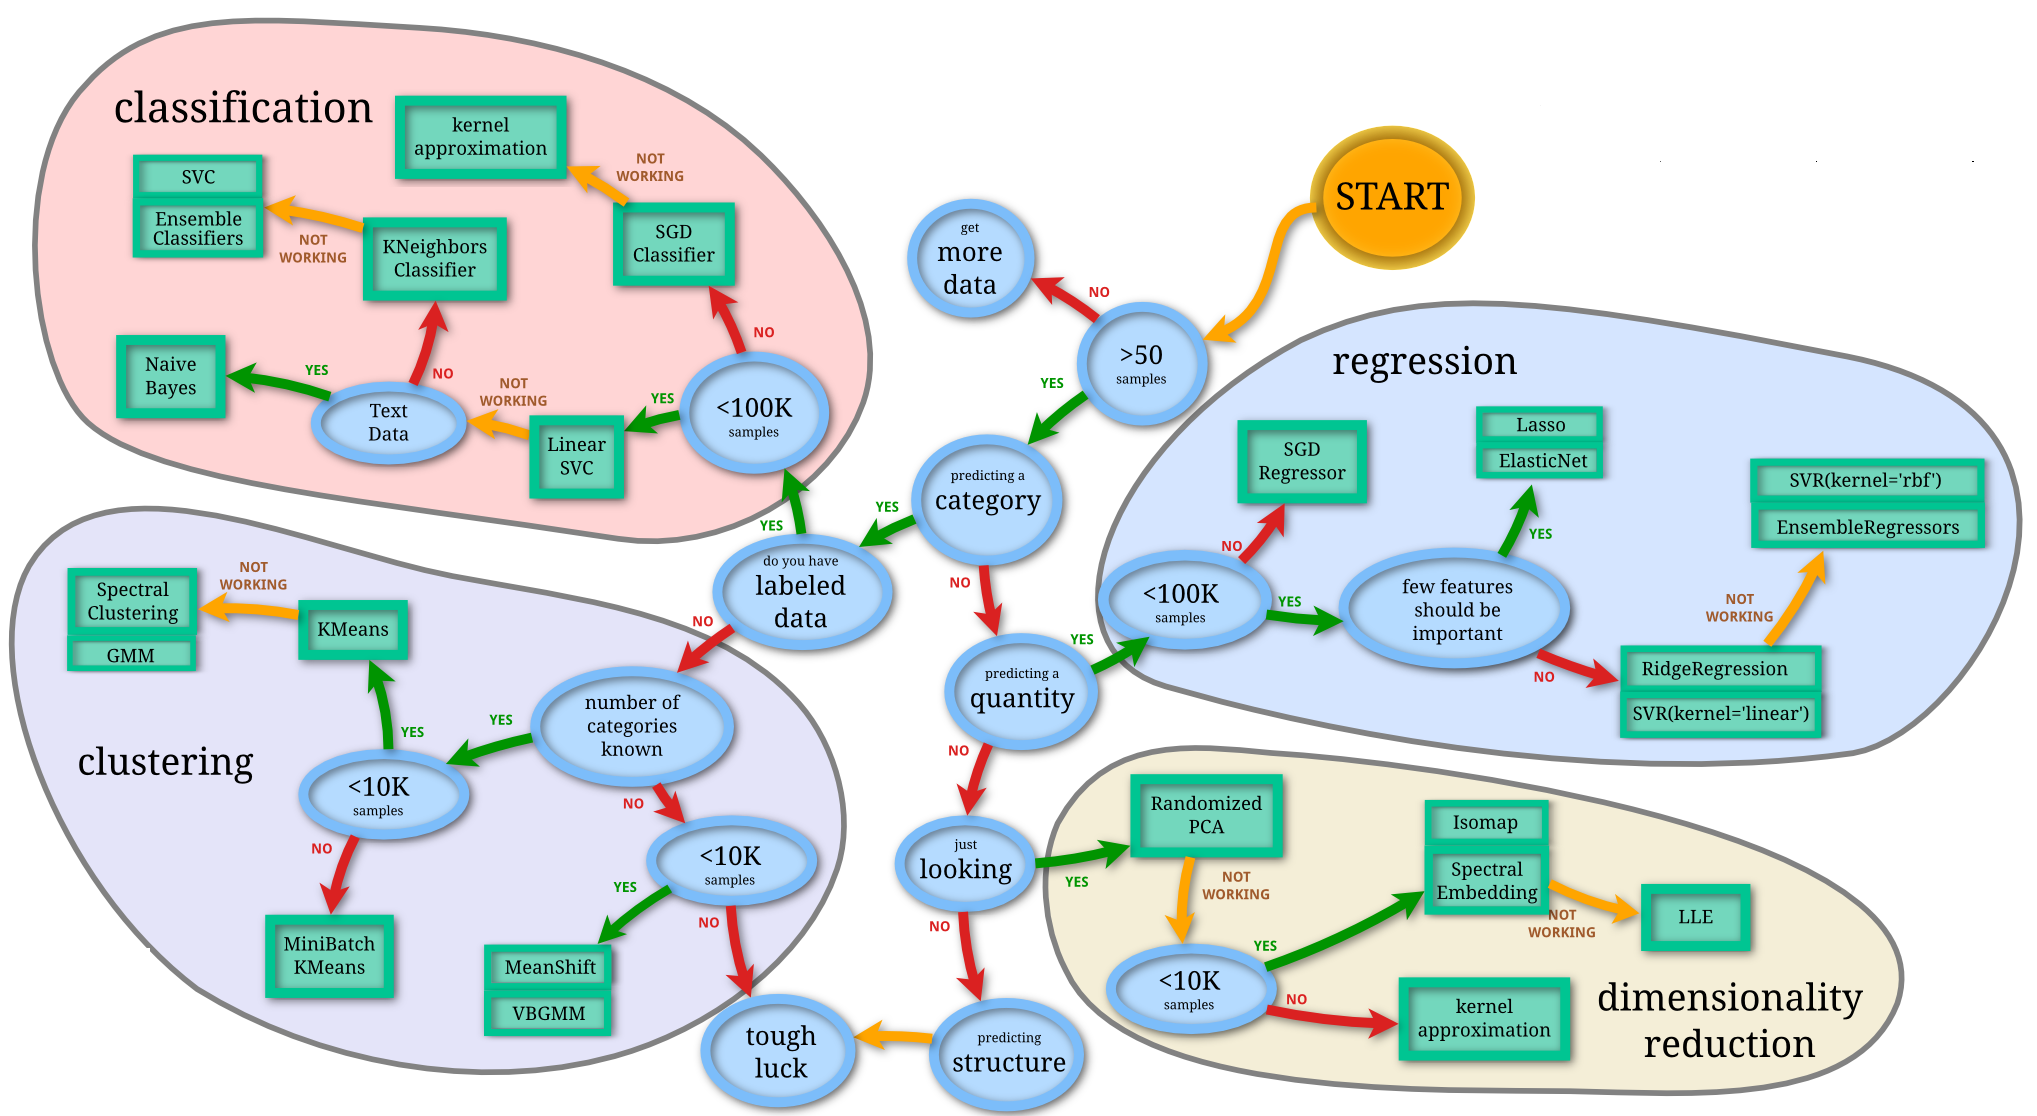 classification
kernel
approximation
NOT
WORKING
SVC
Ensemble
Classifiers
NOT
WORKING
KNeighbors
Classifier
SGD
Classifier
NO
Naive
Bayes
YES
Text
Data
NO
NOT
WORKING
Linear
SVC
YES
<100K
samples
START
get
more
data
NO
>50
samples
YES
predicting a
category
YES
NO
do you have
labeled
data
YES
NO
predicting a
quantity
YES
NO
just
looking
YES
NO
predicting
structure
tough
luck
regression
SGD
Regressor
NO
<100K
samples
YES
Lasso
ElasticNet
YES
few features
should be
important
NO
SVR(kernel='rbf')
EnsembleRegressors
NOT
WORKING
RidgeRegression
SVR(kernel='linear')
clustering
Spectral
Clustering
GMM
NOT
WORKING
KMeans
YES
<10K
samples
NO
MiniBatch
KMeans
YES
number of
categories
known
NO
<10K
samples
YES
NO
MeanShift
VBGMM
dimensionality
reduction
Randomized
PCA
NOT
WORKING
<10K
samples
YES
NO
Isomap
Spectral
Embedding
NOT
WORKING
LLE
kernel
approximation